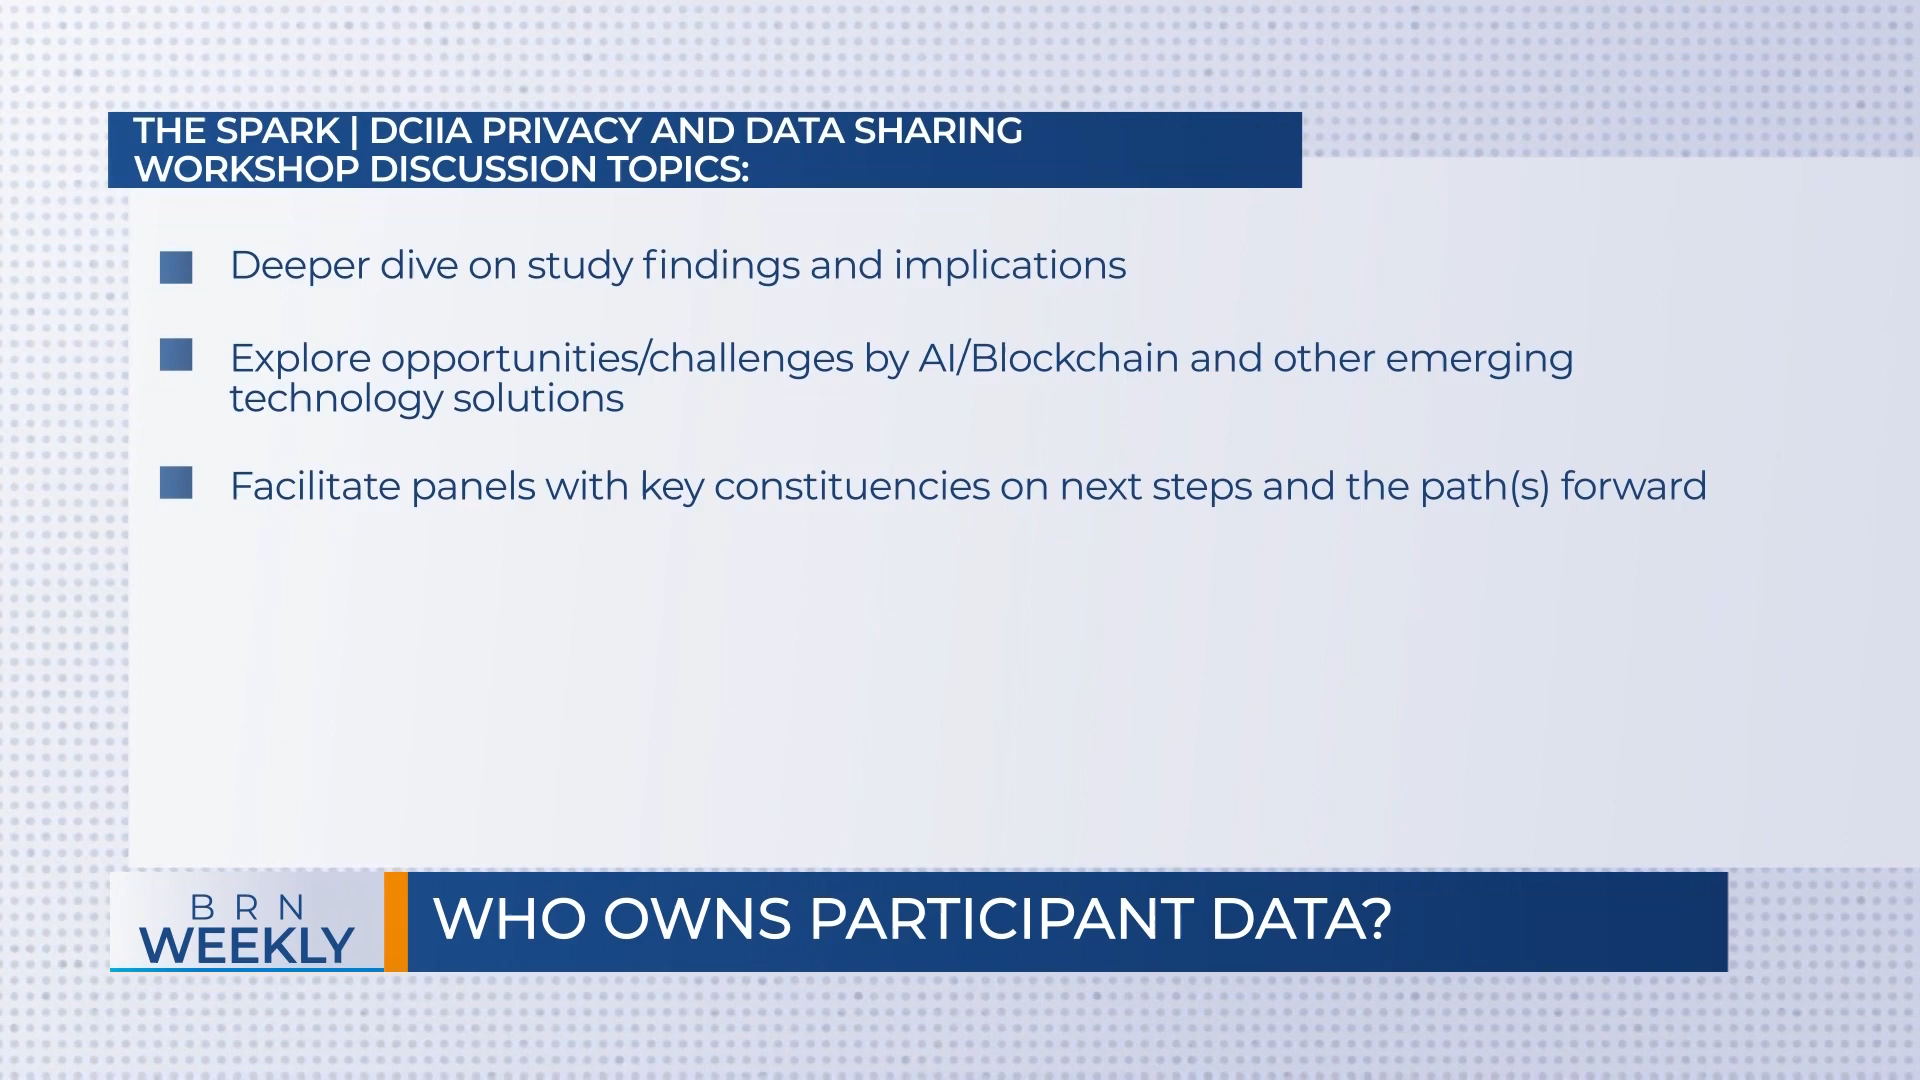 THE SPARK | DCIIA PRIVACY AND DATA SHARING
WORKSHOP DISCUSSION TOPICS:
Deeper dive on study findings and implications
Explore opportunities/challenges by AI/Blockchain and other emerging
technology solutions
Facilitate panels with key constituencies on next steps and the path(s) forward
BRN
WEEKLY
WHO OWNS PARTICIPANT DATA?